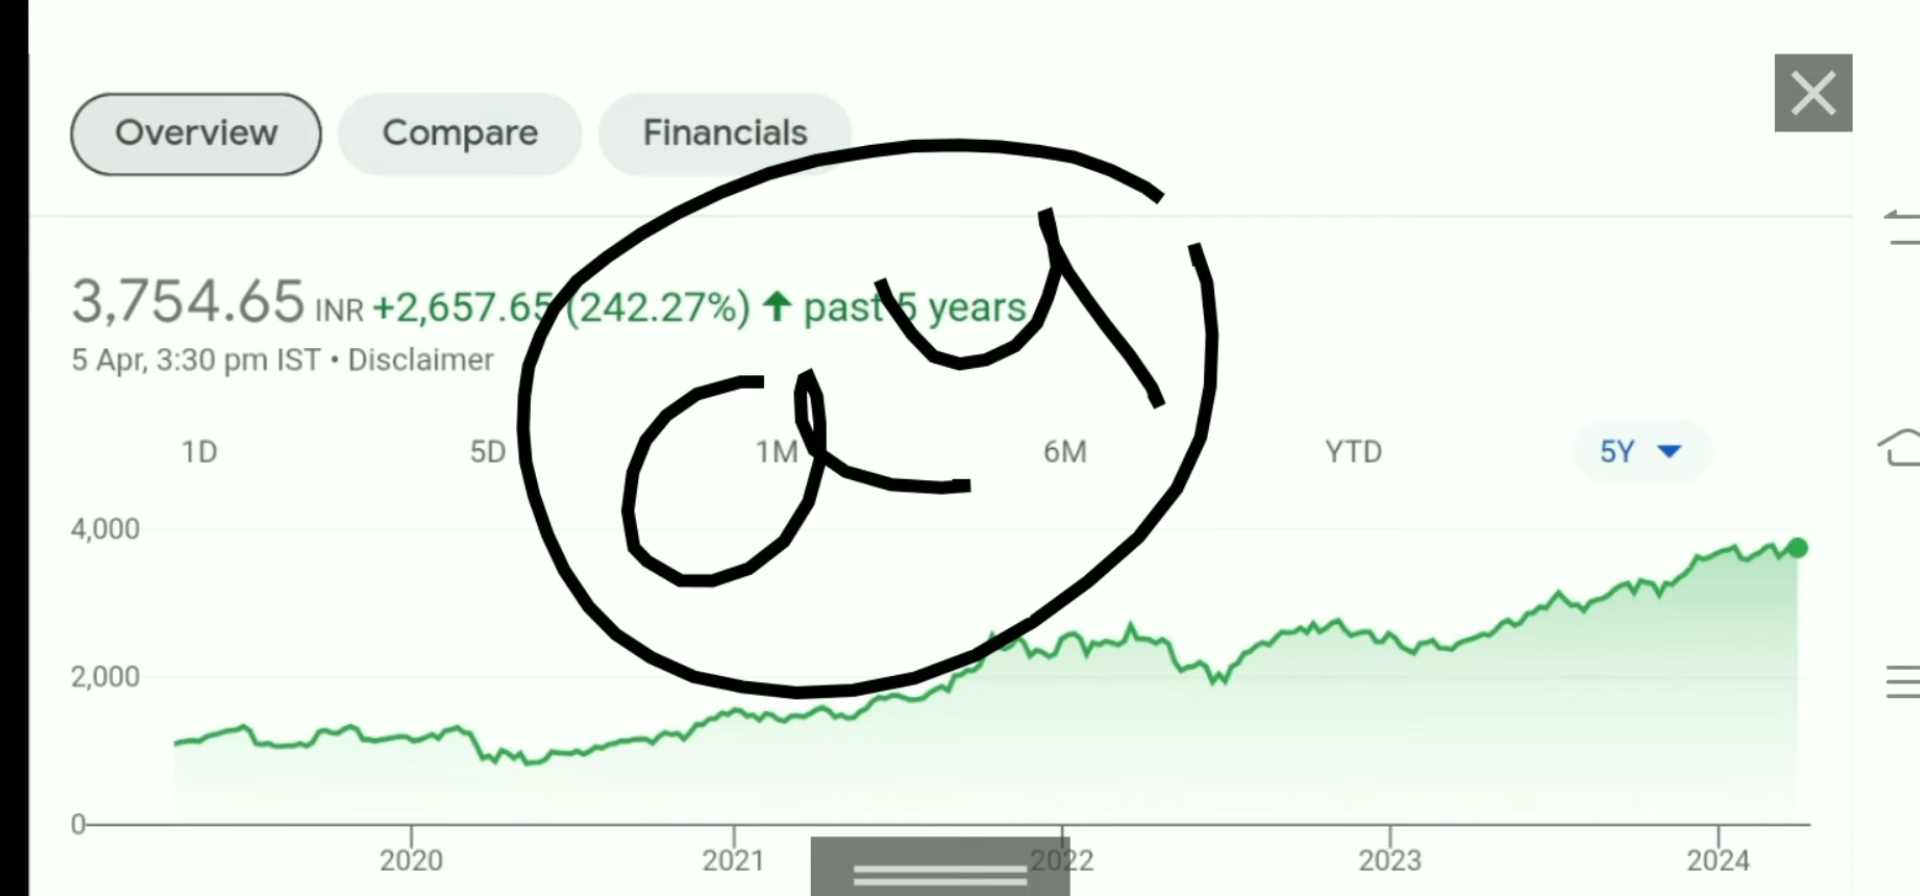 Overview Compare Financials
3,754.65 INR +2,657.65 (242.27%) ↑ past 5 years
5 Apr, 3:30 pm IST • Disclaimer
1D 5D 1M 6M YTD 5Y
4,000
2,000
0
2020 2021 2022 2023 2024